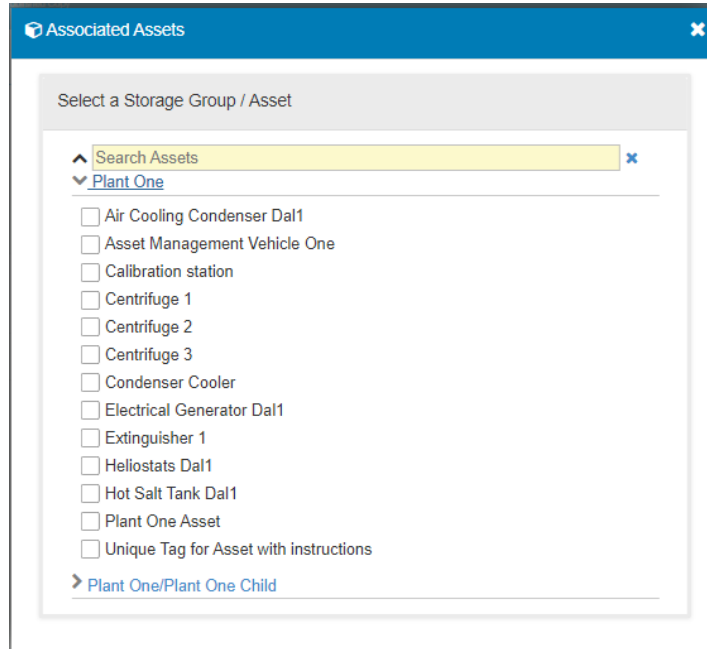 Associated Assets
Select a Storage Group / Asset
Search Assets
Plant One
Air Cooling Condenser Dal1
Asset Management Vehicle One
Calibration station
Centrifuge 1
Centrifuge 2
Centrifuge 3
Condenser Cooler
Electrical Generator Dal1
Extinguisher 1
Heliostats Dal1
Hot Salt Tank Dal1
Plant One Asset
Unique Tag for Asset with instructions
Plant One/Plant One Child